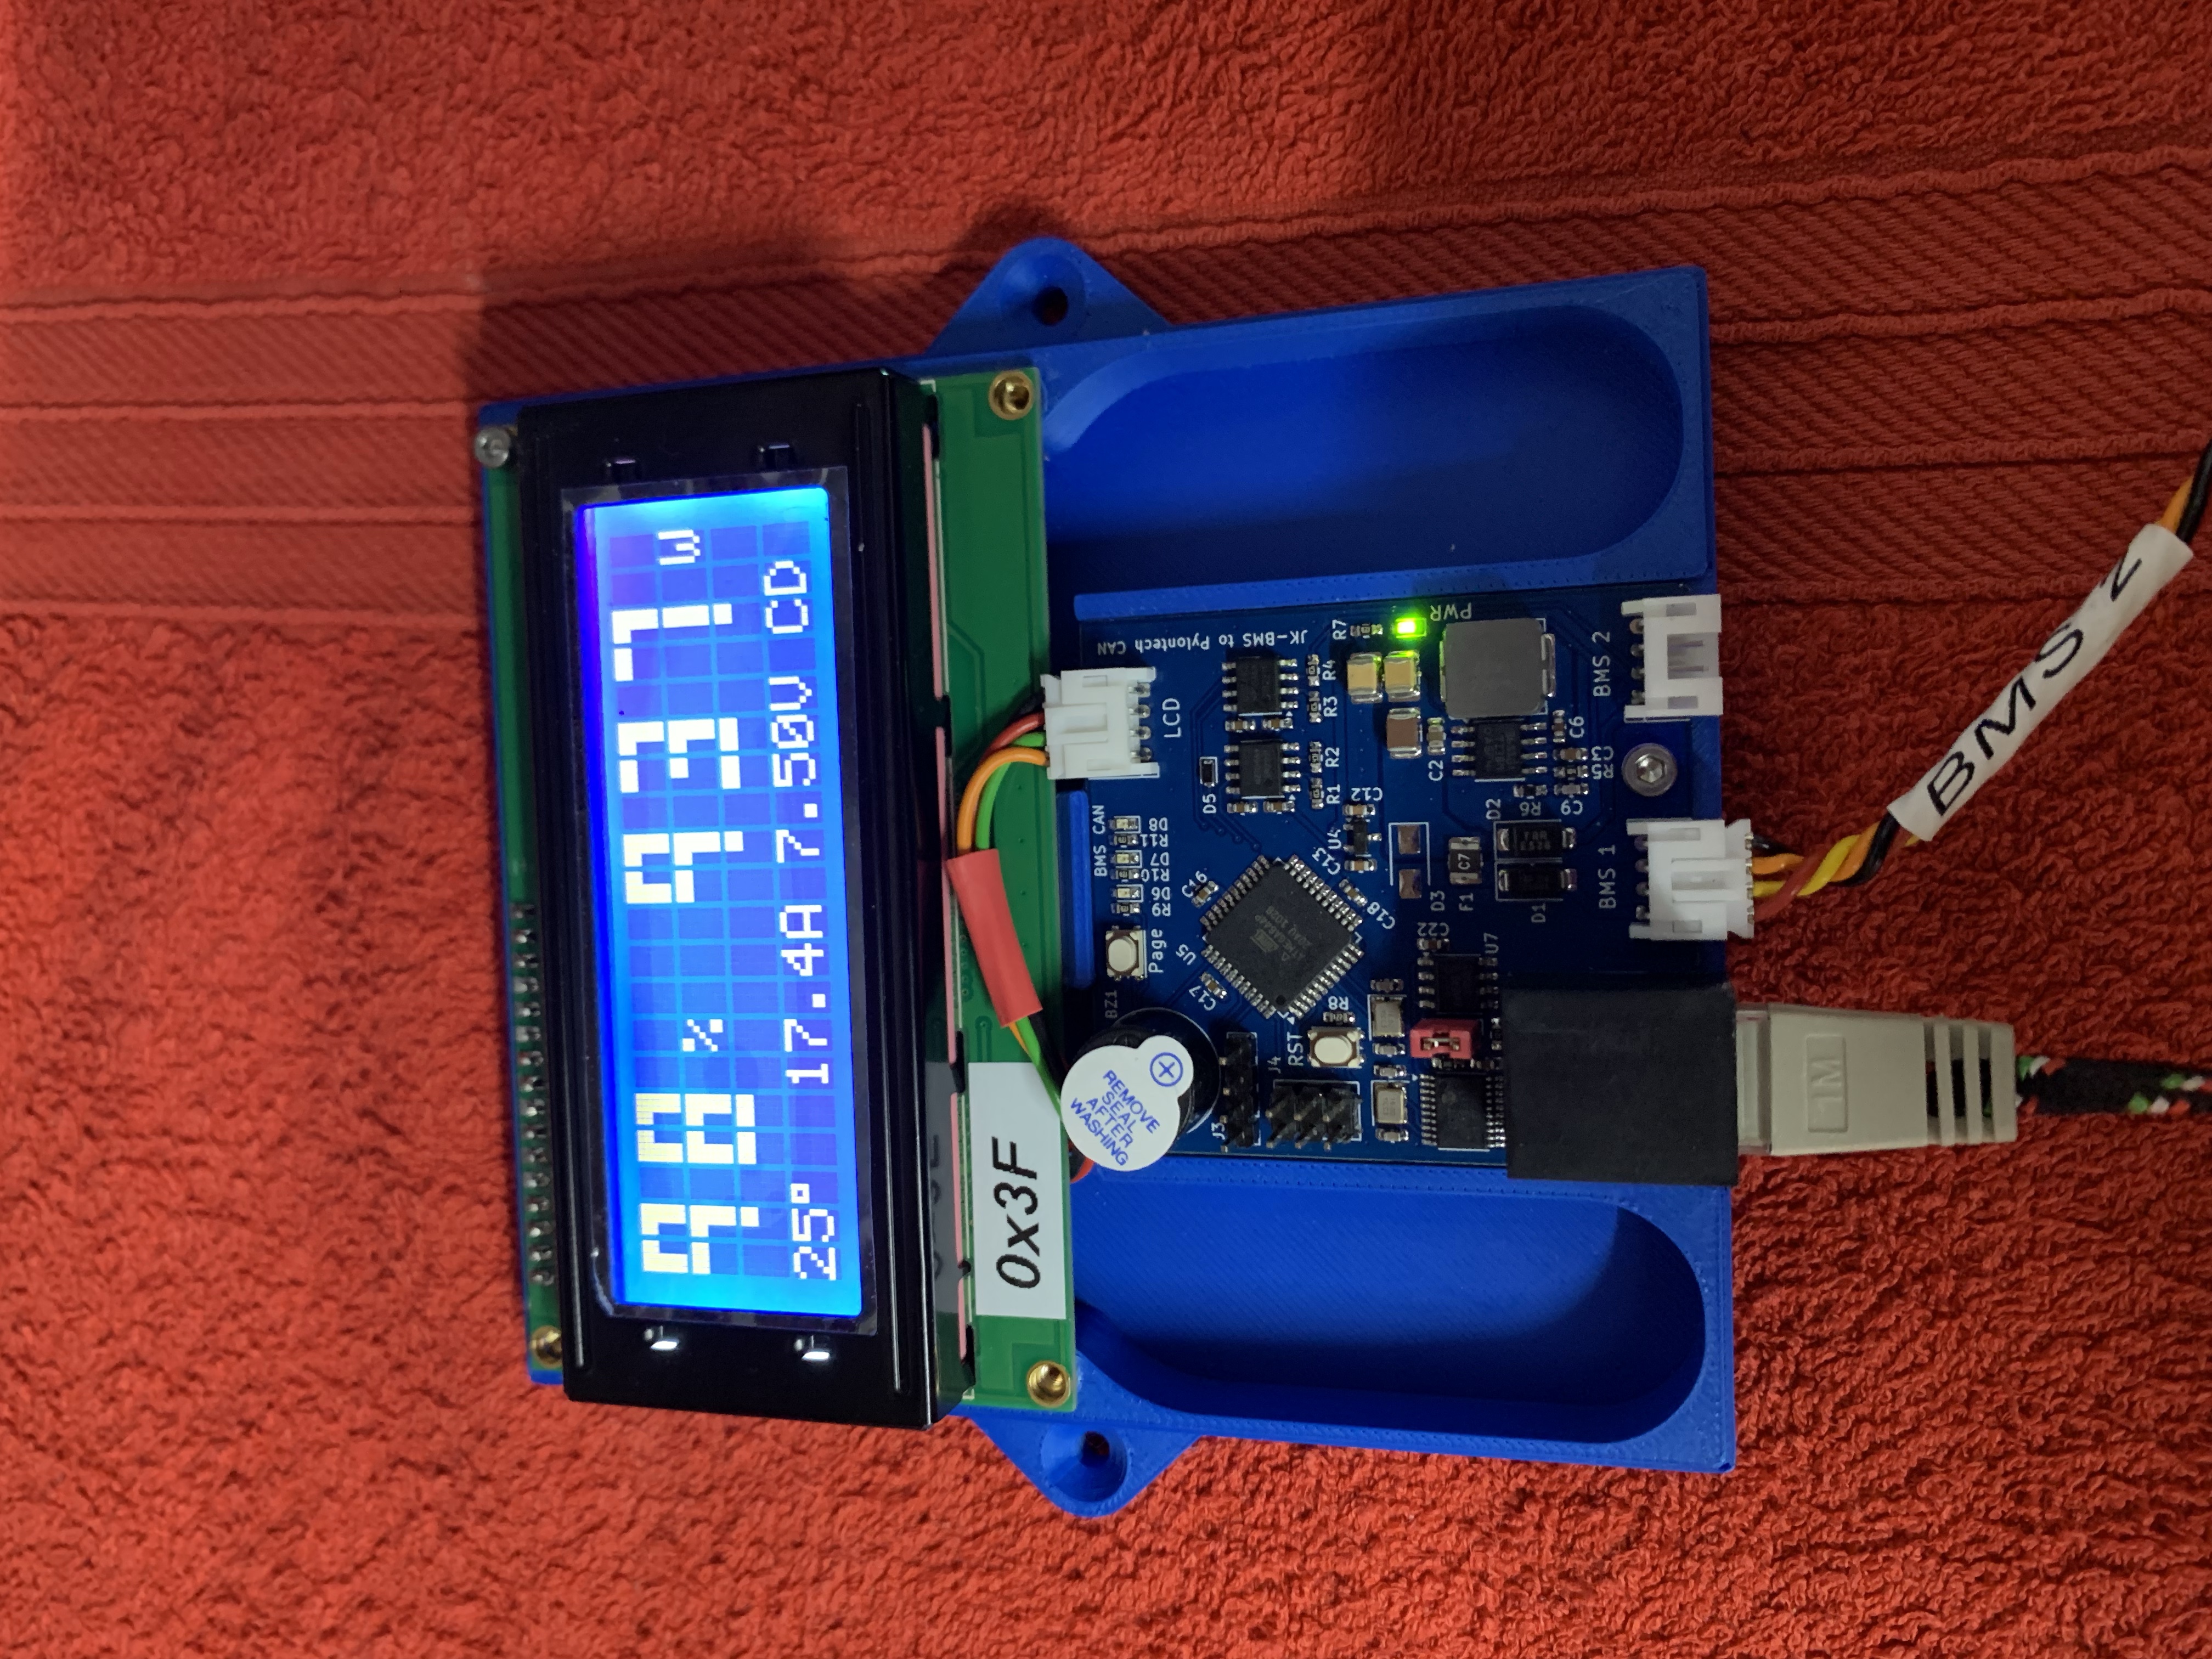 98% 937W
25° 17.4A 7.50V CD
0x3F
REMOVE
SEAL
AFTER
WASHING
BZ1
Page
BMS CAN
R9
D6
R10
D7
R11
D8
LCD
JK-BMS to Pylontech CAN
J3
C17
U5
C16
D5
J4
RST
R8
C18
C13
U4
C12
R1
R2
R3
R4
R7
PWR
C22
U7
D3
F1
C7
C2
D1
D2
R6
C9
R5
C3
C6
BMS 1
BMS 2
1M
BMS 2